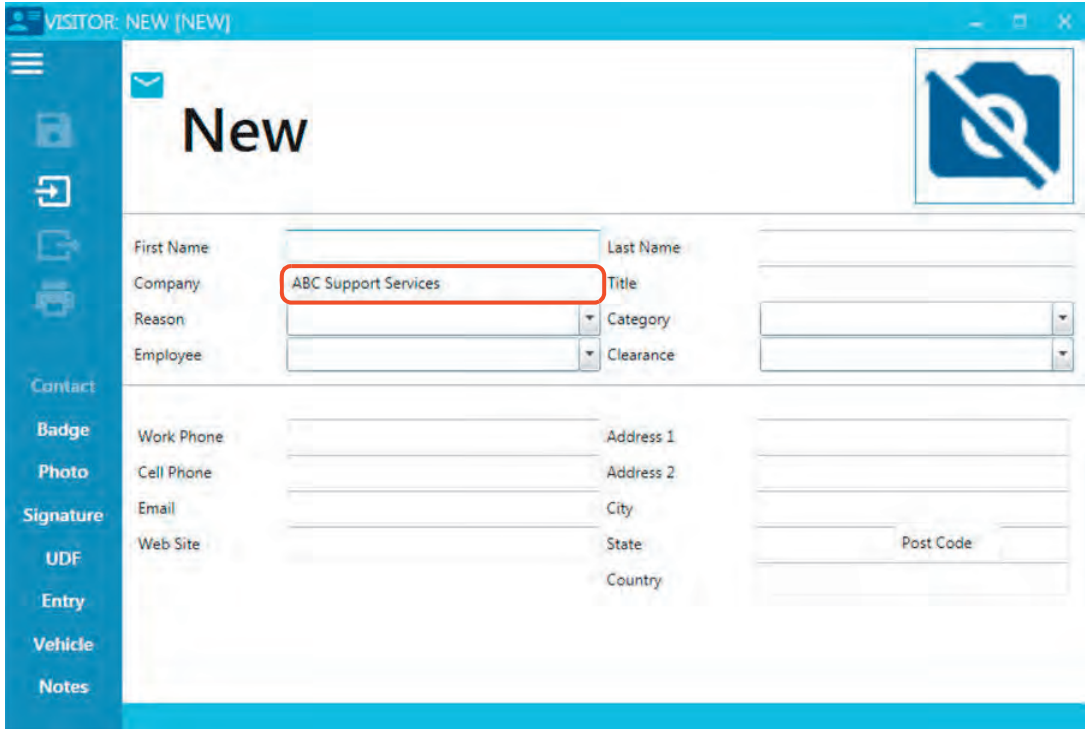 VISITOR: NEW [NEW]
New
First Name Last Name
Company ABC Support Services Title
Reason Category
Employee Clearance
Contact
Badge
Photo
Signature
UDF
Entry
Vehicle
Notes
Work Phone Address 1
Cell Phone Address 2
Email City
Web Site State Post Code
Country